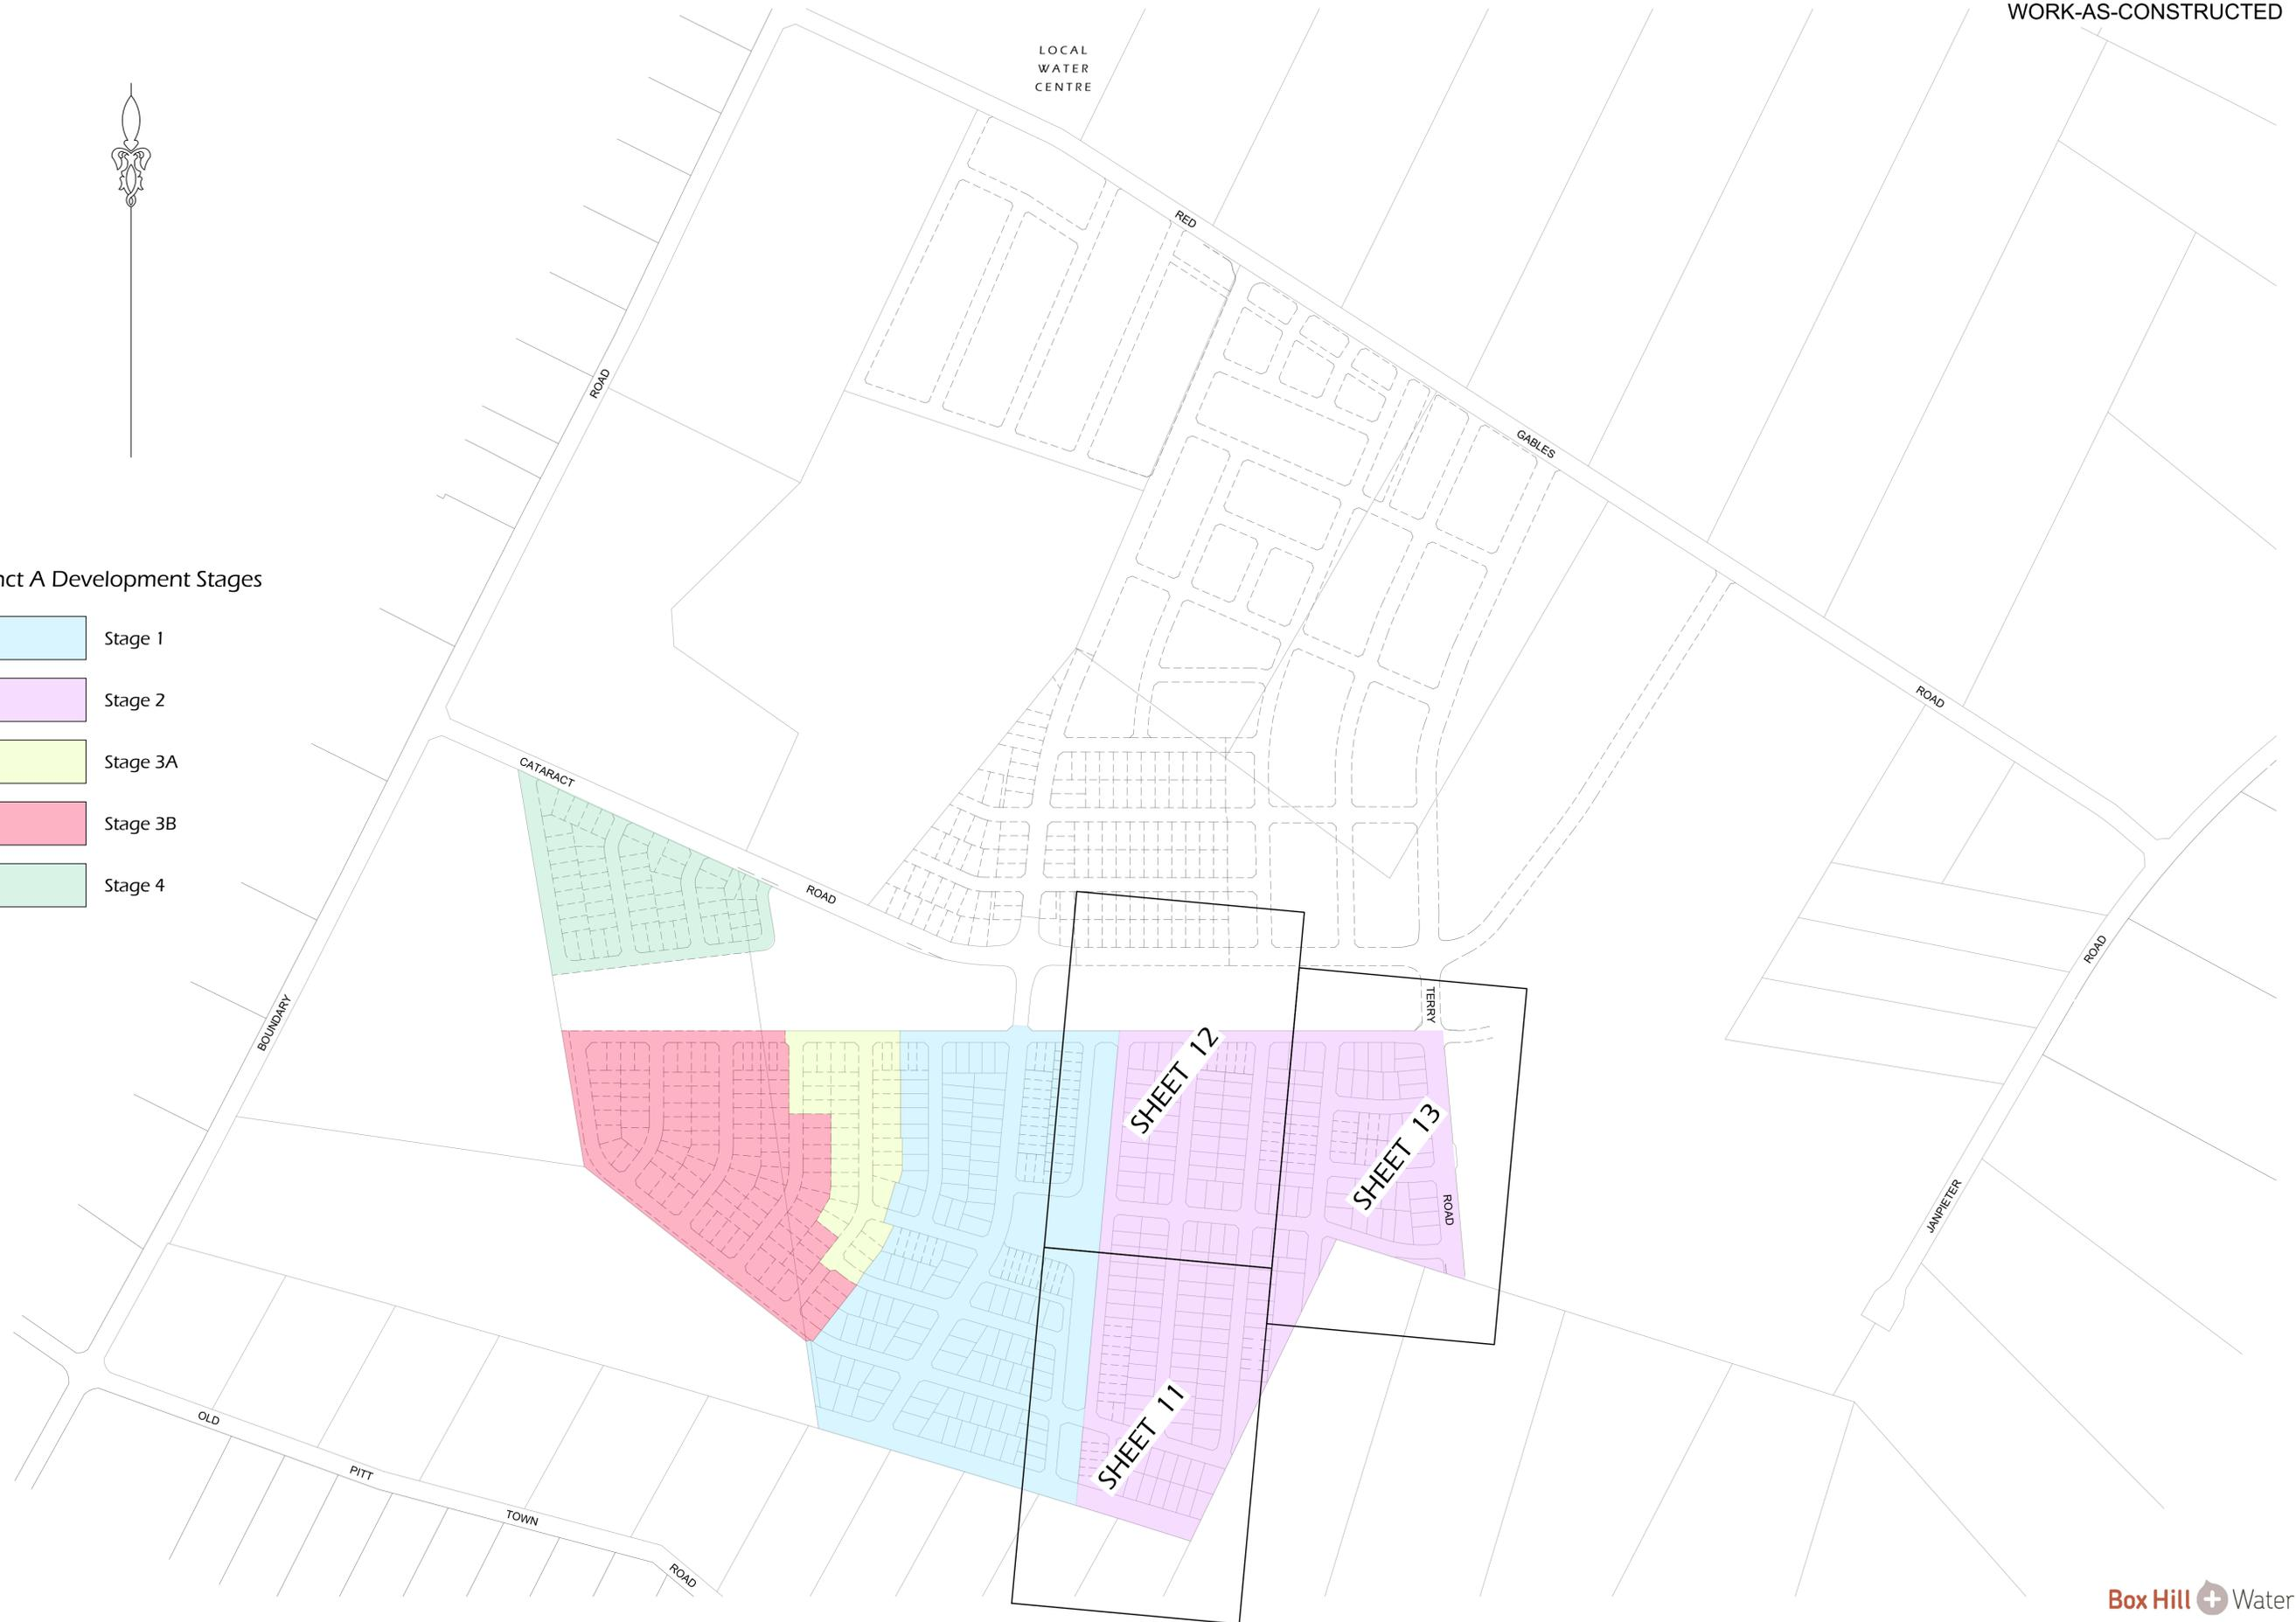 WORK-AS-CONSTRUCTED
LOCAL
WATER
CENTRE
RED
ROAD
GABLES
nct A Development Stages
Stage 1
Stage 2
Stage 3A
Stage 3B
Stage 4
ROAD
CATARACT
ROAD
ROAD
BOUNDARY
TERRY
SHEET 12
SHEET 13
ROAD
JANPIETER
SHEET 11
OLD
PITT
TOWN
ROAD
Box Hill + Water